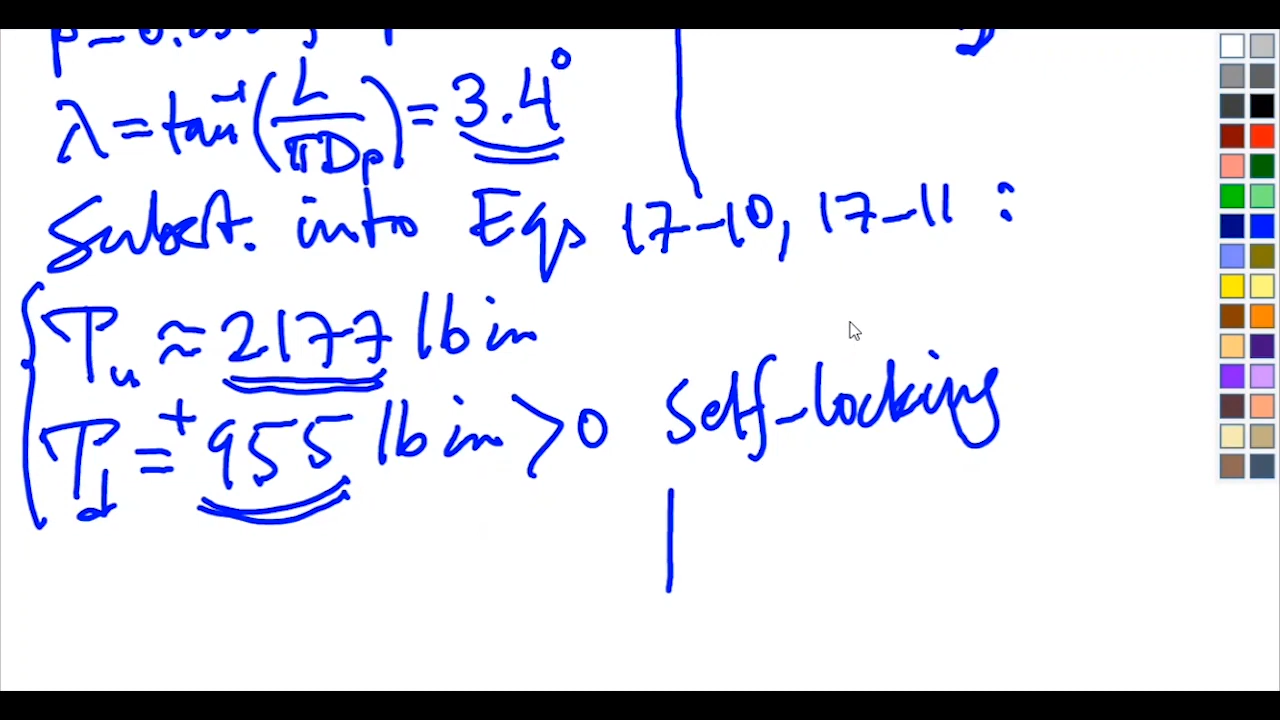 λ = tan⁻¹(L/πDp) = 3.4°
Subst. into Eqs 17-10, 17-11 :
Tu ≈ 2177 lb in
Td = +955 lb in > 0 self-locking